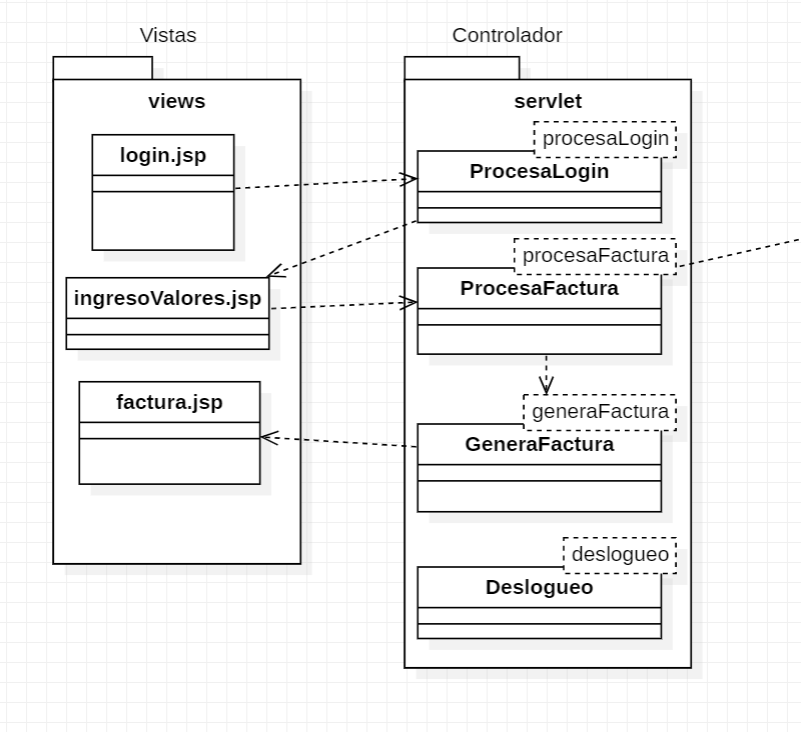 Vistas
Controlador
views
login.jsp
ingresoValores.jsp
factura.jsp
servlet
procesaLogin
ProcesaLogin
procesaFactura
ProcesaFactura
generaFactura
GeneraFactura
deslogueo
Deslogueo